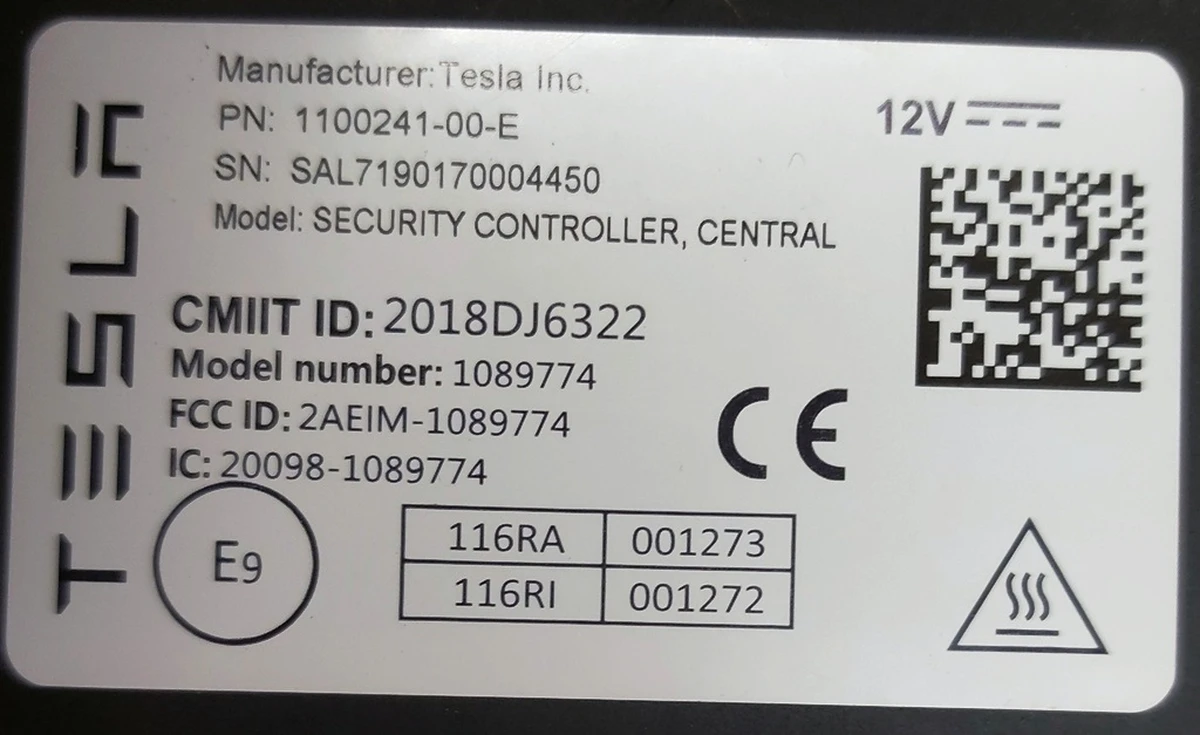 TESLA
Manufacturer: Tesla Inc.
PN: 1100241-00-E
SN: SAL7190170004450
Model: SECURITY CONTROLLER, CENTRAL
12V
CMIIT ID: 2018DJ6322
Model number: 1089774
FCC ID: 2AEIM-1089774
IC: 20098-1089774
CE
E9
116RA 001273
116RI 001272